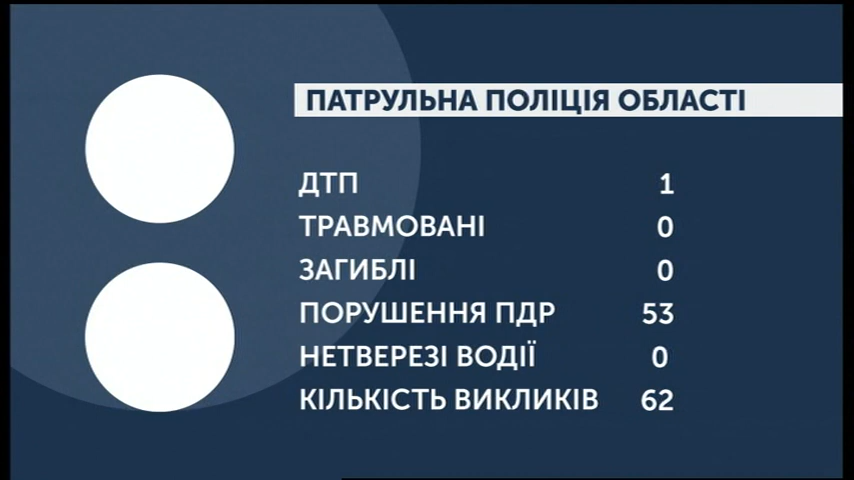 ПАТРУЛЬНА ПОЛІЦІЯ ОБЛАСТІ
ДТП 1
ТРАВМОВАНІ 0
ЗАГИБЛІ 0
ПОРУШЕННЯ ПДР 53
НЕТВЕРЕЗІ ВОДІЇ 0
КІЛЬКІСТЬ ВИКЛИКІВ 62